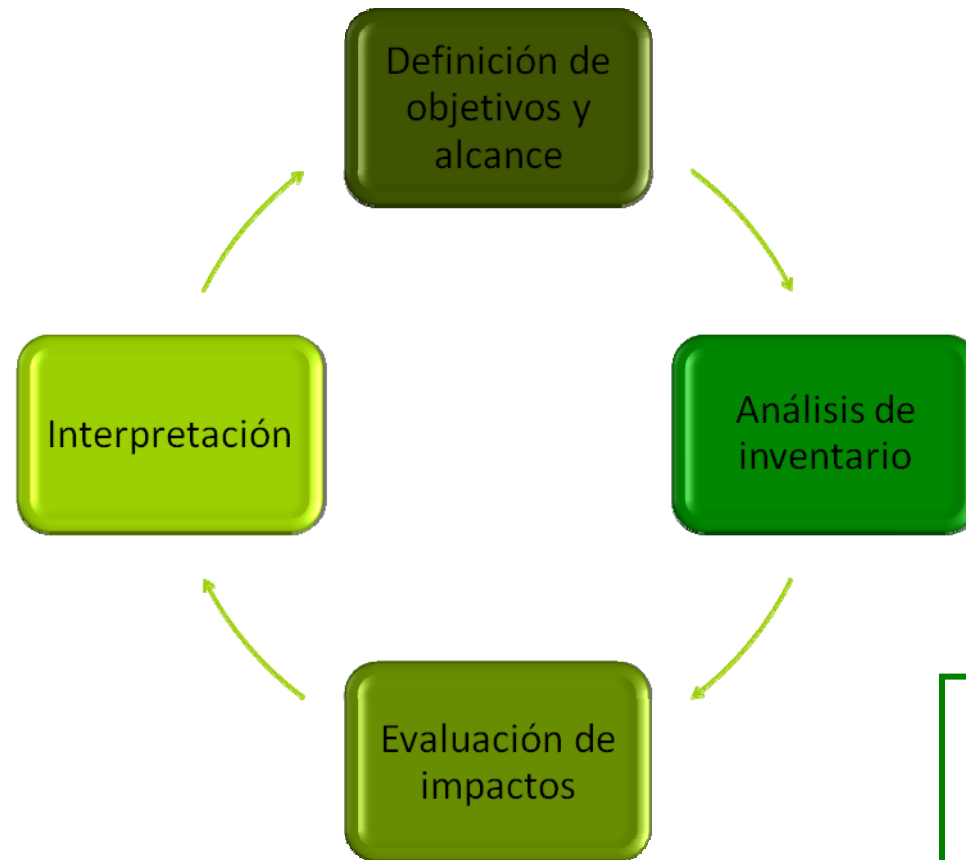 Definición de
objetivos y
alcance
Interpretación
Análisis de
inventario
Evaluación de
impactos